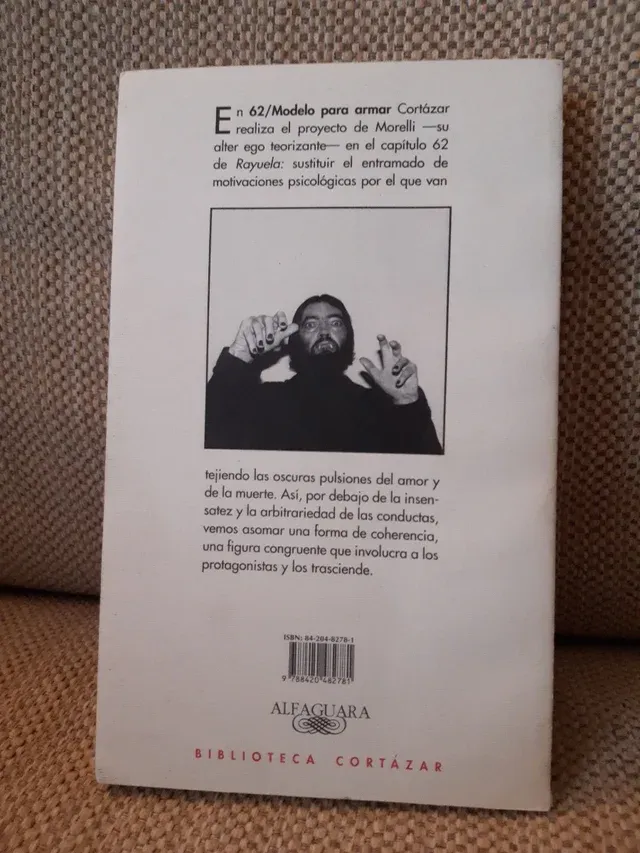 En 62/Modelo para armar Cortázar
realiza el proyecto de Morelli —su
alter ego teorizante— en el capítulo 62
de Rayuela: sustituir el entramado de
motivaciones psicológicas por el que van
tejiendo las oscuras pulsiones del amor y
de la muerte. Así, por debajo de la insen-
satez y la arbitrariedad de las conductas,
vemos asomar una forma de coherencia,
una figura congruente que involucra a los
protagonistas y los trasciende.
ISBN: 84-204-8278-1
9 788420 482781
ALFAGUARA
BIBLIOTECA CORTÁZAR